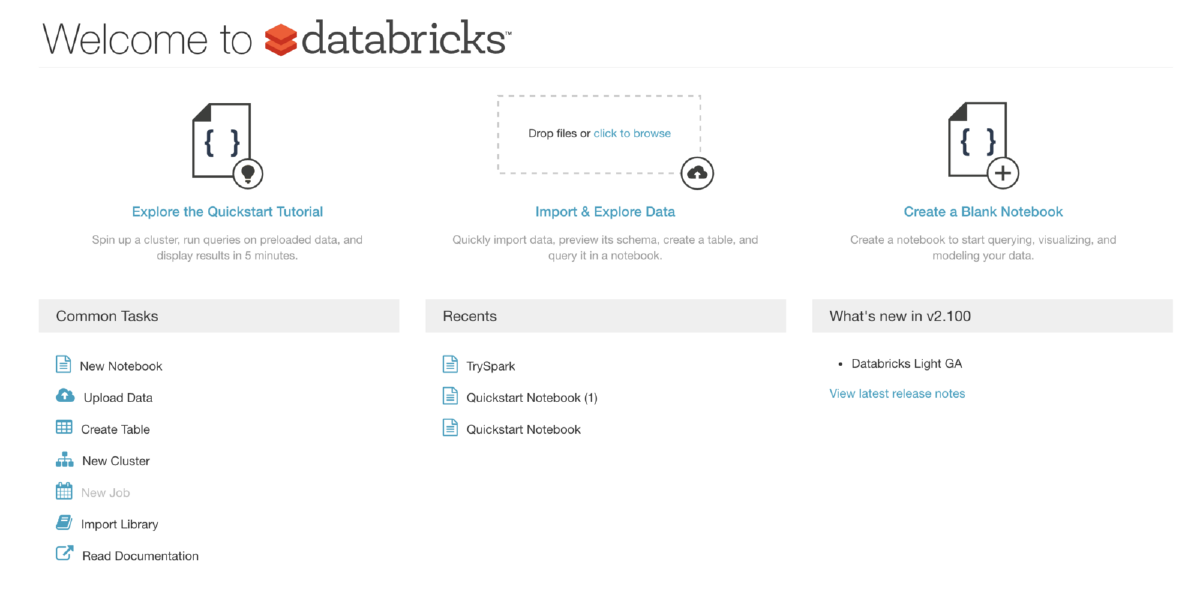 Welcome to databricks™
{ }
Drop files or click to browse
{ }
Explore the Quickstart Tutorial
Import & Explore Data
Create a Blank Notebook
Spin up a cluster, run queries on preloaded data, and
display results in 5 minutes.
Quickly import data, preview its schema, create a table, and
query it in a notebook.
Create a notebook to start querying, visualizing, and
modeling your data.
Common Tasks
New Notebook
Upload Data
Create Table
New Cluster
New Job
Import Library
Read Documentation
Recents
TrySpark
Quickstart Notebook (1)
Quickstart Notebook
What's new in v2.100
• Databricks Light GA
View latest release notes